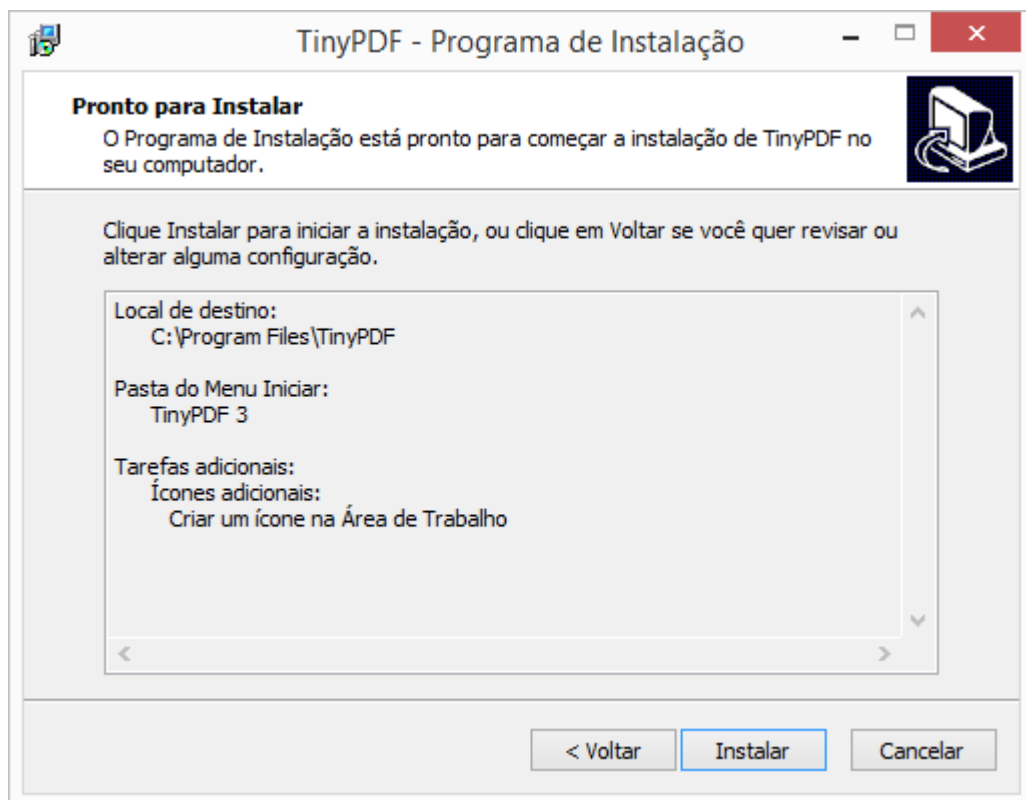 TinyPDF - Programa de Instalação
Pronto para Instalar
O Programa de Instalação está pronto para começar a instalação de TinyPDF no
seu computador.
Clique Instalar para iniciar a instalação, ou clique em Voltar se você quer revisar ou
alterar alguma configuração.
Local de destino:
C:\Program Files\TinyPDF
Pasta do Menu Iniciar:
TinyPDF 3
Tarefas adicionais:
Ícones adicionais:
Criar um ícone na Área de Trabalho
< Voltar
Instalar
Cancelar